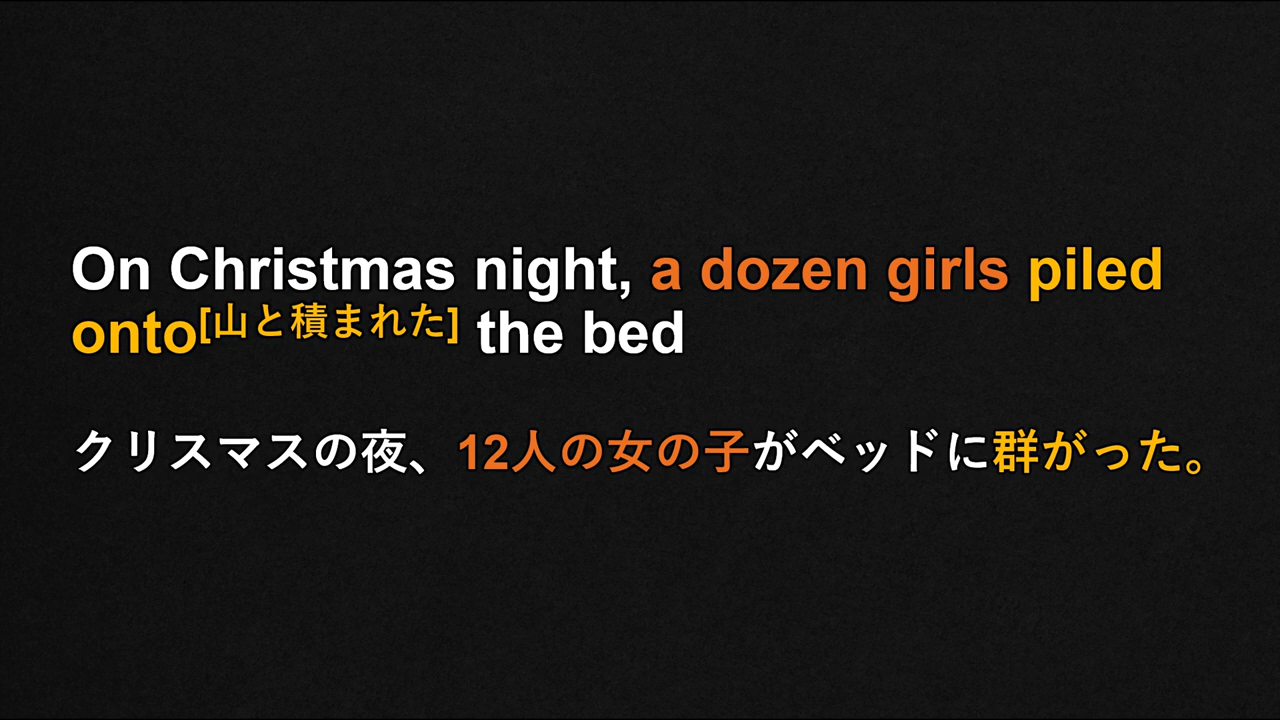 On Christmas night, a dozen girls piled
onto[山と積まれた] the bed
クリスマスの夜、12人の女の子がベッドに群がった。